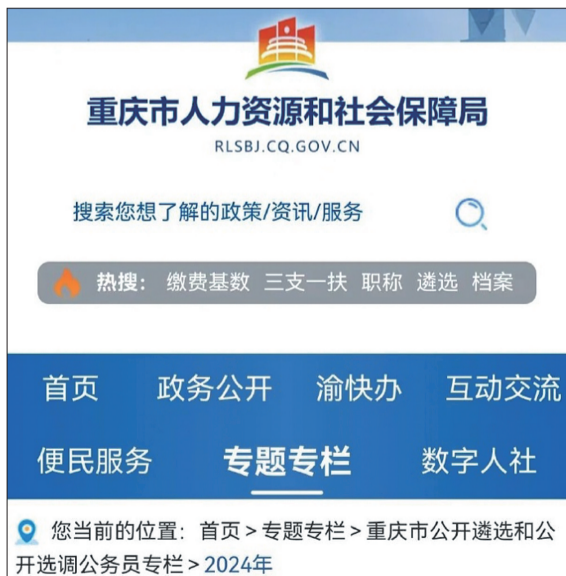 重庆市人力资源和社会保障局
RLSBJ.CQ.GOV.CN
搜索您想了解的政策/资讯/服务
热搜： 缴费基数 三支一扶 职称 遴选 档案
首页 政务公开 渝快办 互动交流
便民服务 专题专栏 数字人社
您当前的位置：首页 > 专题专栏 > 重庆市公开遴选和公
开选调公务员专栏 > 2024年